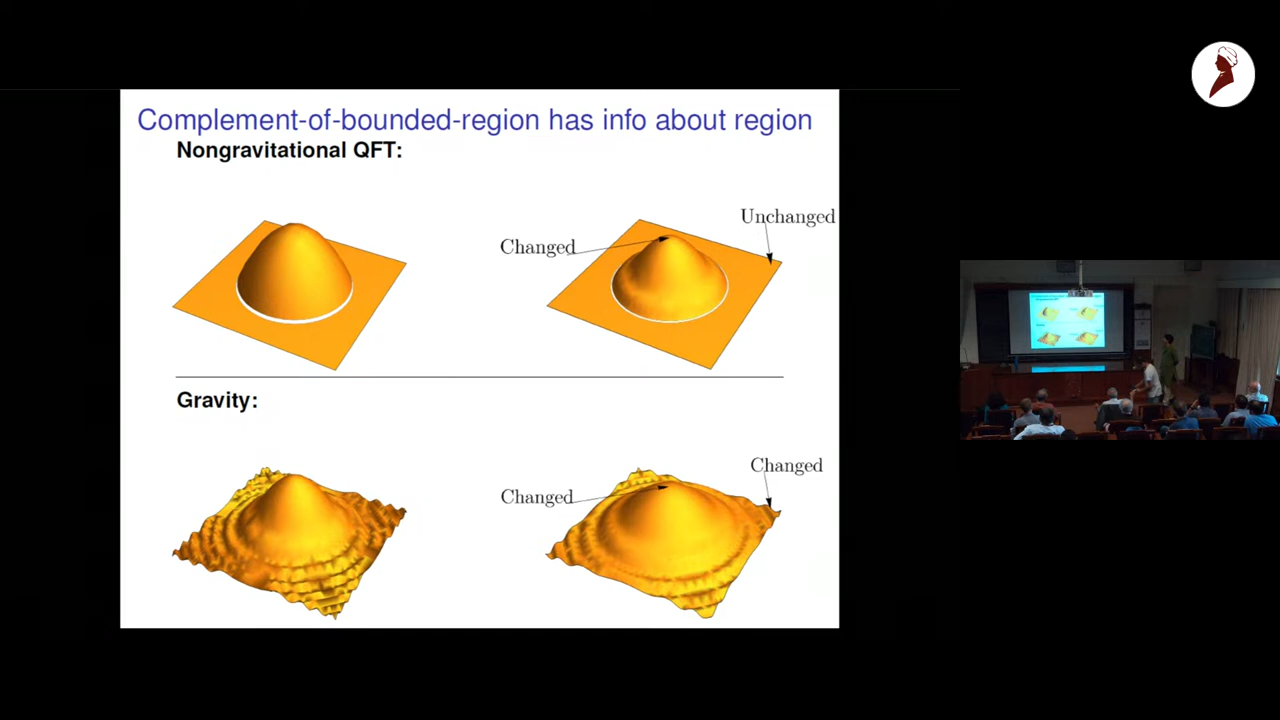 Complement-of-bounded-region has info about region
Nongravitational QFT:
Unchanged
Changed
Gravity:
Changed
Changed